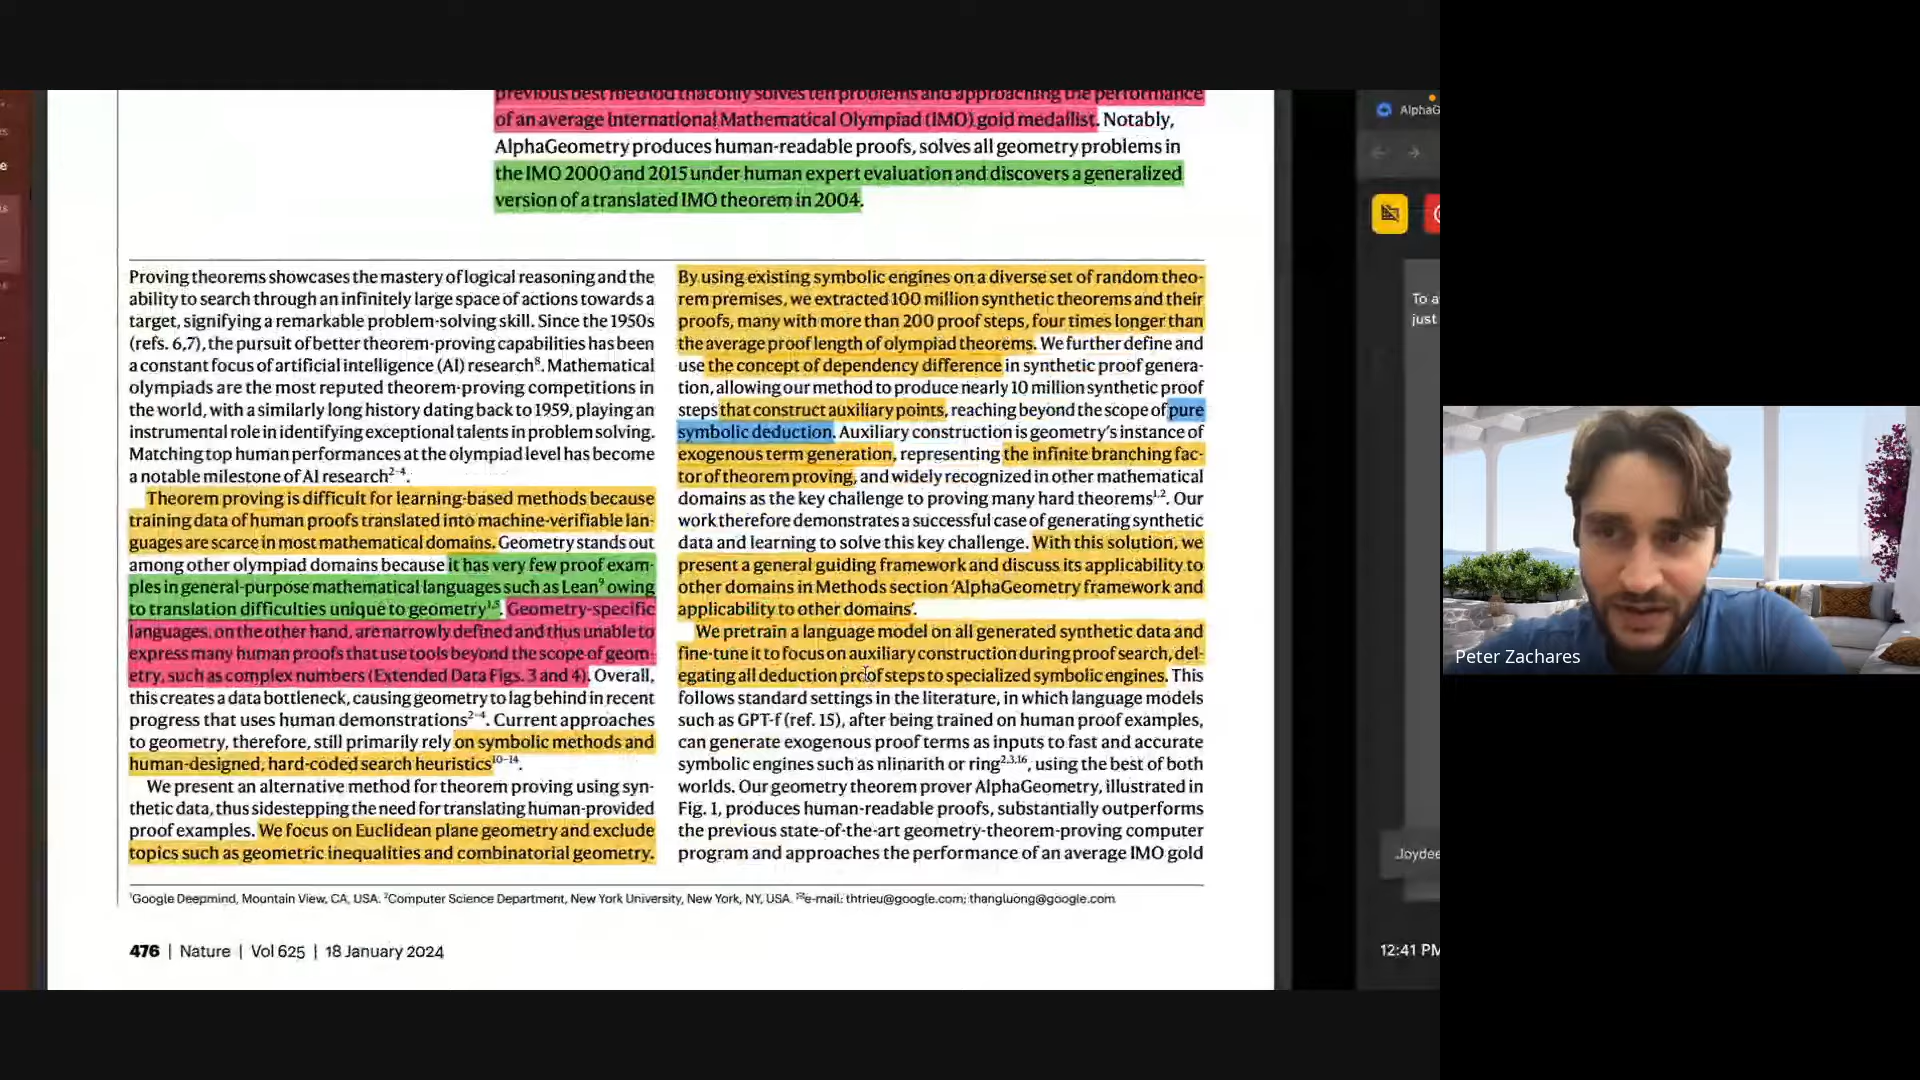 previous best method that only solves ten problems and approaching the performance
of an average International Mathematical Olympiad (IMO) gold medallist. Notably,
AlphaGeometry produces human-readable proofs, solves all geometry problems in
the IMO 2000 and 2015 under human expert evaluation and discovers a generalized
version of a translated IMO theorem in 2004.
Proving theorems showcases the mastery of logical reasoning and the
ability to search through an infinitely large space of actions towards a
target, signifying a remarkable problem-solving skill. Since the 1950s
(refs. 6,7), the pursuit of better theorem-proving capabilities has been
a constant focus of artificial intelligence (AI) research8. Mathematical
olympiads are the most reputed theorem-proving competitions in
the world, with a similarly long history dating back to 1959, playing an
instrumental role in identifying exceptional talents in problem solving.
Matching top human performances at the olympiad level has become
a notable milestone of AI research2–4.
Theorem proving is difficult for learning-based methods because
training data of human proofs translated into machine-verifiable lan-
guages are scarce in most mathematical domains. Geometry stands out
among other olympiad domains because it has very few proof exam-
ples in general-purpose mathematical languages such as Lean9 owing
to translation difficulties unique to geometry1,5. Geometry-specific
languages, on the other hand, are narrowly defined and thus unable to
express many human proofs that use tools beyond the scope of geom-
etry, such as complex numbers (Extended Data Figs. 3 and 4). Overall,
this creates a data bottleneck, causing geometry to lag behind in recent
progress that uses human demonstrations2–4. Current approaches
to geometry, therefore, still primarily rely on symbolic methods and
human-designed, hard-coded search heuristics10–14.
We present an alternative method for theorem proving using syn-
thetic data, thus sidestepping the need for translating human-provided
proof examples. We focus on Euclidean plane geometry and exclude
topics such as geometric inequalities and combinatorial geometry.
By using existing symbolic engines on a diverse set of random theo-
rem premises, we extracted 100 million synthetic theorems and their
proofs, many with more than 200 proof steps, four times longer than
the average proof length of olympiad theorems. We further define and
use the concept of dependency difference in synthetic proof genera-
tion, allowing our method to produce nearly 10 million synthetic proof
steps that construct auxiliary points, reaching beyond the scope of pure
symbolic deduction. Auxiliary construction is geometry's instance of
exogenous term generation, representing the infinite branching fac-
tor of theorem proving, and widely recognized in other mathematical
domains as the key challenge to proving many hard theorems1,2. Our
work therefore demonstrates a successful case of generating synthetic
data and learning to solve this key challenge. With this solution, we
present a general guiding framework and discuss its applicability to
other domains in Methods section 'AlphaGeometry framework and
applicability to other domains'.
We pretrain a language model on all generated synthetic data and
fine-tune it to focus on auxiliary construction during proof search, del-
egating all deduction proof steps to specialized symbolic engines. This
follows standard settings in the literature, in which language models
such as GPT-f (ref. 15), after being trained on human proof examples,
can generate exogenous proof terms as inputs to fast and accurate
symbolic engines such as nlinarith or ring2,3,16, using the best of both
worlds. Our geometry theorem prover AlphaGeometry, illustrated in
Fig. 1, produces human-readable proofs, substantially outperforms
the previous state-of-the-art geometry-theorem-proving computer
program and approaches the performance of an average IMO gold
1Google Deepmind, Mountain View, CA, USA. 2Computer Science Department, New York University, New York, NY, USA. ✉e-mail: thtrieu@google.com; thangluong@google.com
476 | Nature | Vol 625 | 18 January 2024
AlphaG
To a
just
Joydee
12:41 PM
Peter Zachares